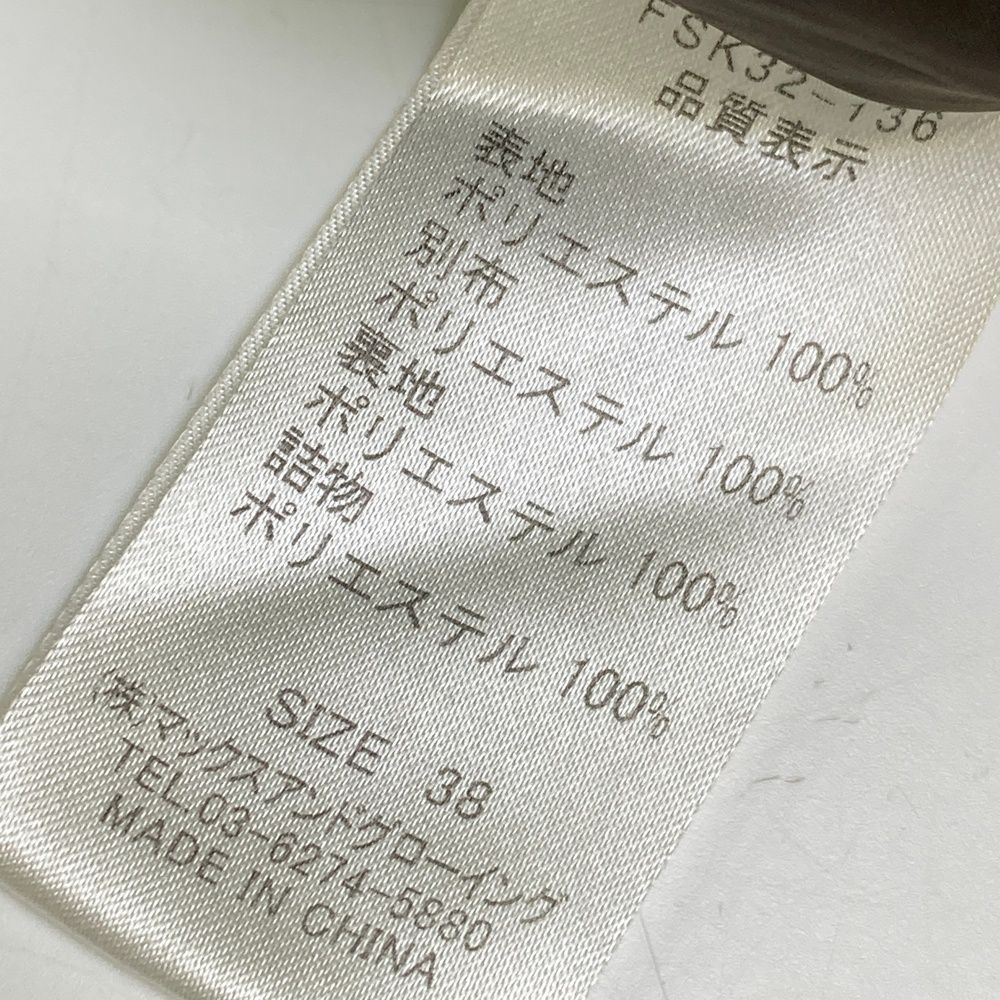 FSK32-136
品質表示
表地
ポリエステル 100%
別布
ポリエステル 100%
裏地
ポリエステル 100%
詰物
ポリエステル 100%
SIZE 38
(株)マックスアンドグローイング
TEL.03-6274-5880
MADE IN CHINA